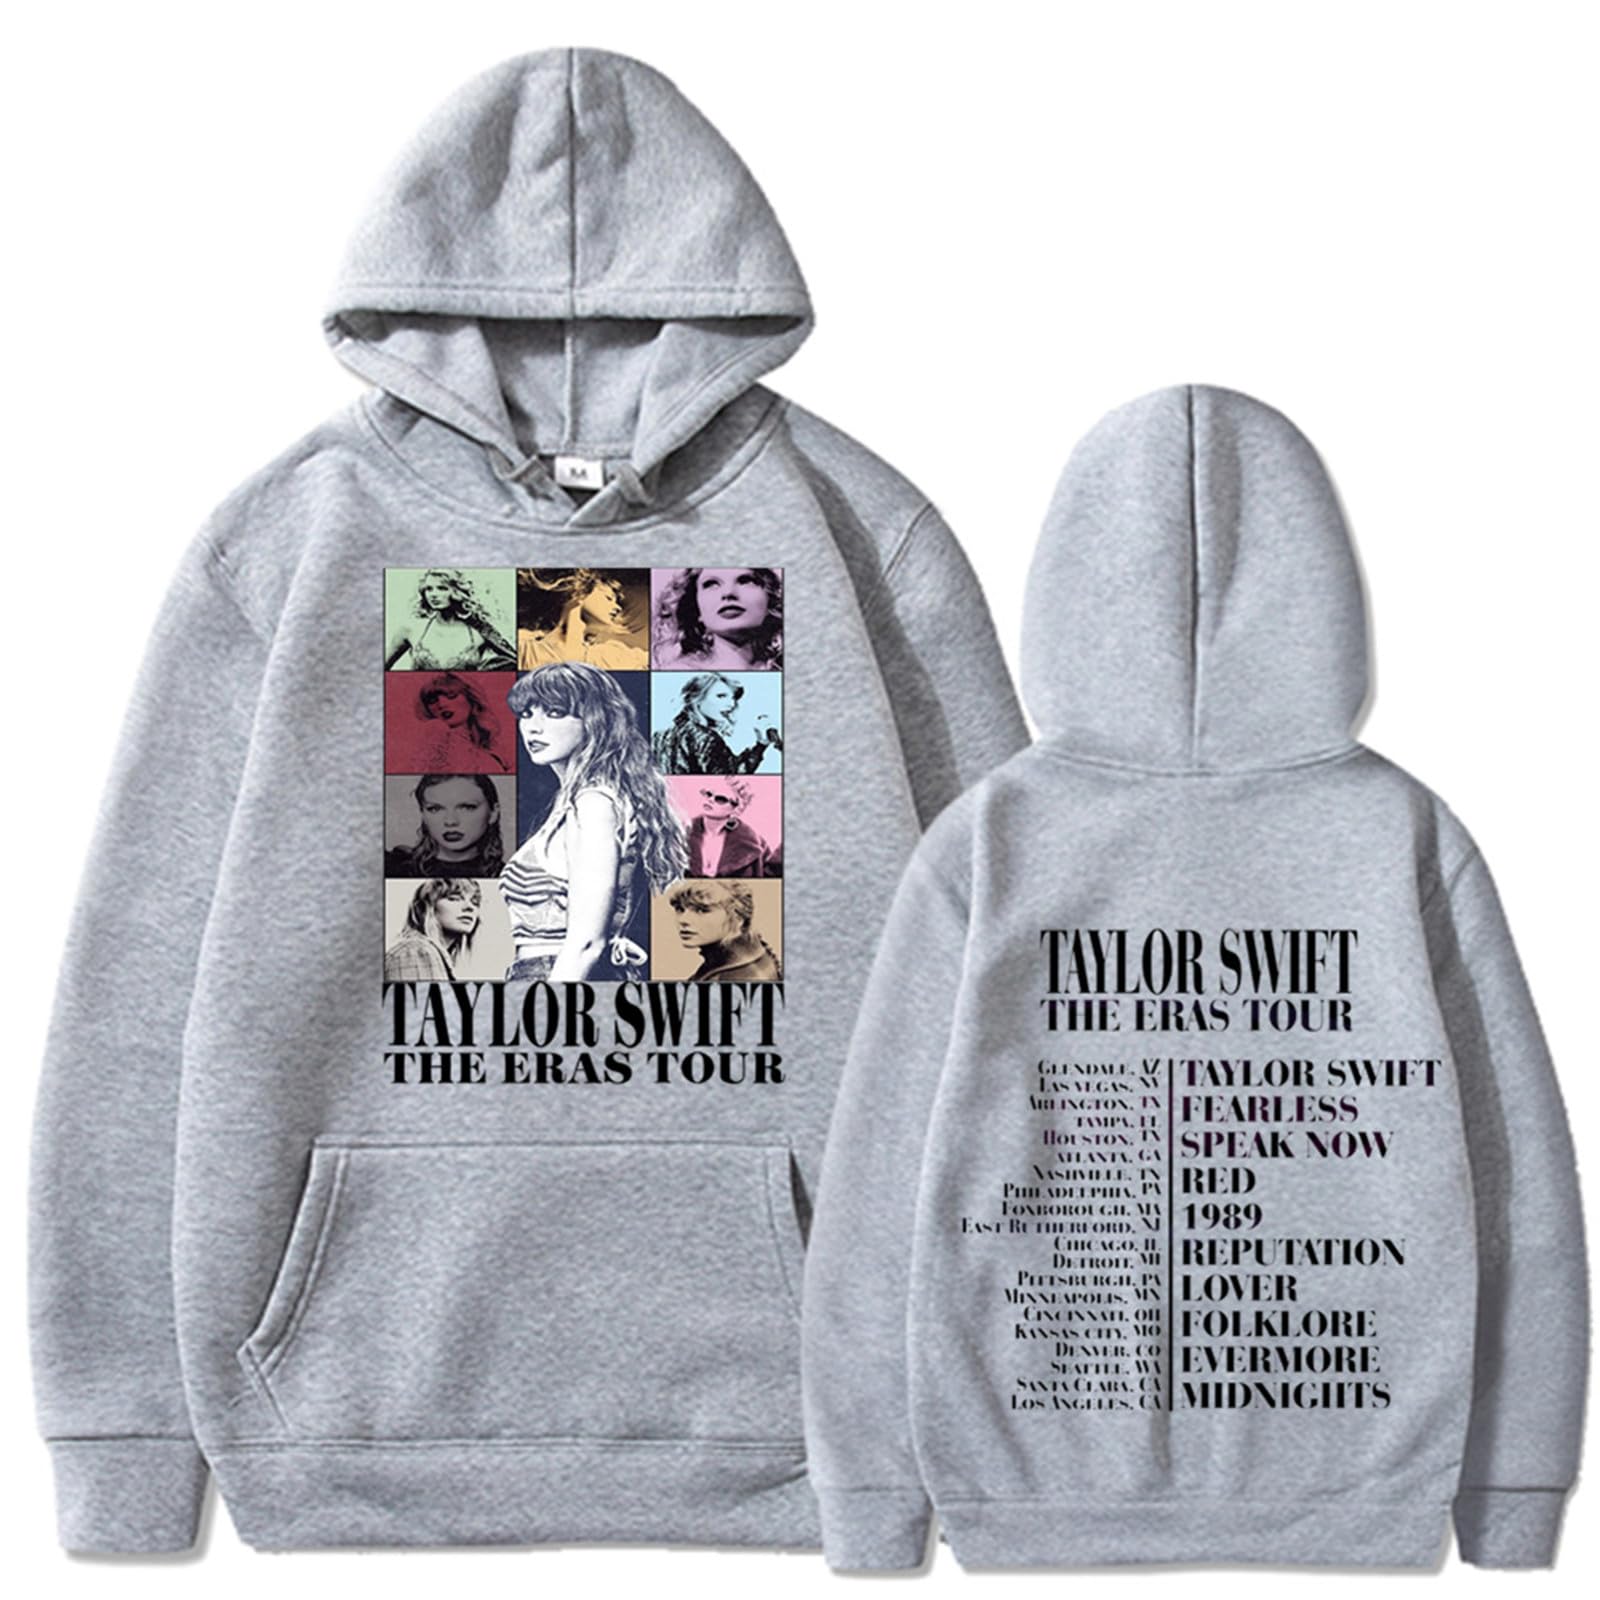 M
TAYLOR SWIFT
THE ERAS TOUR
TAYLOR SWIFT
THE ERAS TOUR
GLENDALE, AZ
LAS VEGAS, NV
ARLINGTON, TX
TAMPA, FL
HOUSTON, TX
ATLANTA, GA
NASHVILLE, TN
PHILADELPHIA, PA
FOXBOROUGH, MA
EAST RUTHERFORD, NJ
CHICAGO, IL
DETROIT, MI
PITTSBURGH, PA
MINNEAPOLIS, MN
CINCINNATI, OH
KANSAS CITY, MO
DENVER, CO
SEATTLE, WA
SANTA CLARA, CA
LOS ANGELES, CA
TAYLOR SWIFT
FEARLESS
SPEAK NOW
RED
1989
REPUTATION
LOVER
FOLKLORE
EVERMORE
MIDNIGHTS